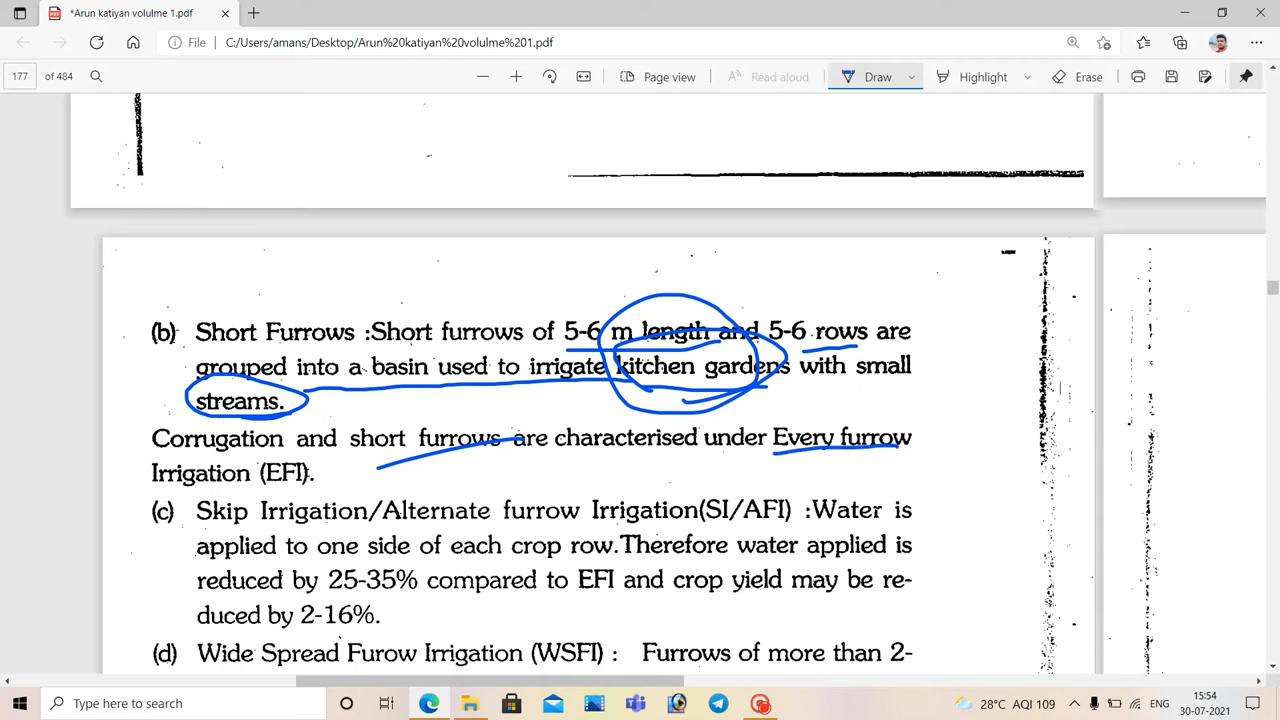 *Arun katiyan volulme 1.pdf
File
C:/Users/amans/Desktop/Arun%20katiyan%20volulme%201.pdf
177 of 484
Page view
Read aloud
Draw
Highlight
Erase
(b) Short Furrows :Short furrows of 5-6 m length and 5-6 rows are
grouped into a basin used to irrigate kitchen gardens with small
streams.
Corrugation and short furrows are characterised under Every furrow
Irrigation (EFI).
(c) Skip Irrigation/Alternate furrow Irrigation(SI/AFI) :Water is
applied to one side of each crop row.Therefore water applied is
reduced by 25-35% compared to EFI and crop yield may be re-
duced by 2-16%.
(d) Wide Spread Furow Irrigation (WSFI) : Furrows of more than 2-
Type here to search
28°C AQI 109
ENG
15:54
30-07-2021